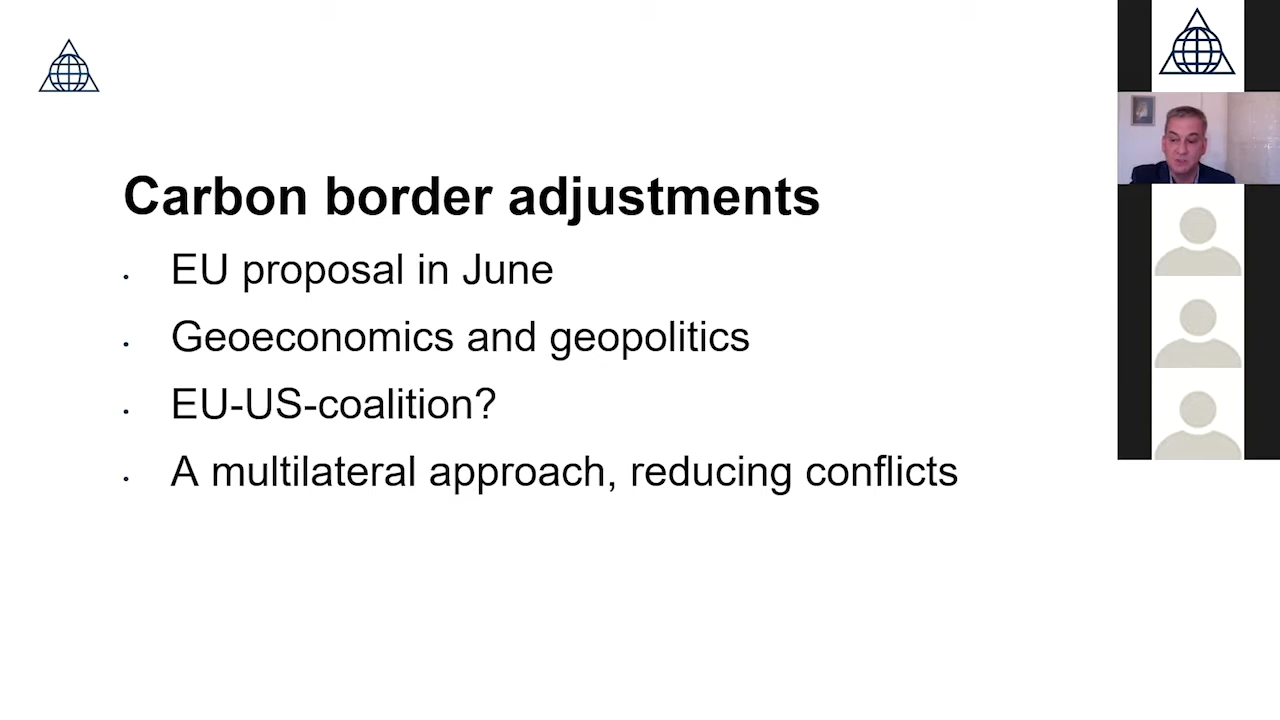 Carbon border adjustments
• EU proposal in June
• Geoeconomics and geopolitics
• EU-US-coalition?
• A multilateral approach, reducing conflicts